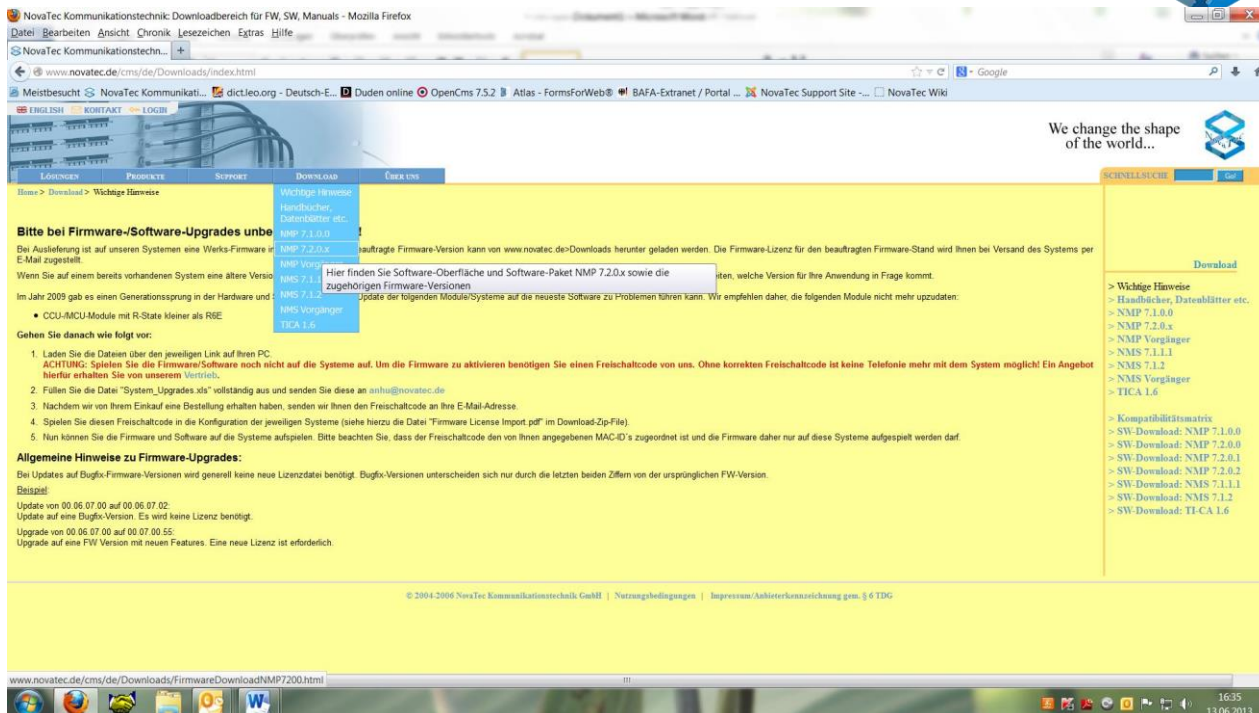 NovaTec Kommunikationstechnik: Downloadbereich für FW, SW, Manuals - Mozilla Firefox
Datei Bearbeiten Ansicht Chronik Lesezeichen Extras Hilfe
NovaTec Kommunikationstechn... +
www.novatec.de/cms/de/Downloads/index.html
Google
Meistbesucht NovaTec Kommunikati... dict.leo.org - Deutsch-E... Duden online OpenCms 7.5.2 Atlas - FormsForWeb® BAFA-Extranet / Portal ... NovaTec Support Site -... NovaTec Wiki
ENGLISH KONTAKT LOGIN
We change the shape
of the world...
LÖSUNGEN PRODUKTE SUPPORT DOWNLOAD ÜBER UNS
SCHNELLSUCHE Go!
Home > Download > Wichtige Hinweise
Wichtige Hinweise
Handbücher,
Datenblätter etc.
NMP 7.1.0.0
NMP 7.2.0.x
NMP Vorgänger
NMS 7.1.1
NMS 7.1.2
NMS Vorgänger
TICA 1.6
Hier finden Sie Software-Oberfläche und Software-Paket NMP 7.2.0.x sowie die
zugehörigen Firmware-Versionen
Bitte bei Firmware-/Software-Upgrades unbe !
Bei Auslieferung ist auf unseren Systemen eine Werks-Firmware in eauftragte Firmware-Version kann von www.novatec.de>Downloads herunter geladen werden. Die Firmware-Lizenz für den beauftragten Firmware-Stand wird Ihnen bei Versand des Systems per
E-Mail zugestellt.
Wenn Sie auf einem bereits vorhandenen System eine ältere Versio eiten, welche Version für Ihre Anwendung in Frage kommt.
Im Jahr 2009 gab es einen Generationssprung in der Hardware und Update der folgenden Module/Systeme auf die neueste Software zu Problemen führen kann. Wir empfehlen daher, die folgenden Module nicht mehr upzudaten:
• CCU-/MCU-Module mit R-State kleiner als R6E
Gehen Sie danach wie folgt vor:
1. Laden Sie die Dateien über den jeweiligen Link auf Ihren PC.
ACHTUNG: Spielen Sie die Firmware/Software noch nicht auf die Systeme auf. Um die Firmware zu aktivieren benötigen Sie einen Freischaltcode von uns. Ohne korrekten Freischaltcode ist keine Telefonie mehr mit dem System möglich! Ein Angebot
hierfür erhalten Sie von unserem Vertrieb.
2. Füllen Sie die Datei "System_Upgrades.xls" vollständig aus und senden Sie diese an anhu@novatec.de
3. Nachdem wir von Ihrem Einkauf eine Bestellung erhalten haben, senden wir Ihnen den Freischaltcode an Ihre E-Mail-Adresse.
4. Spielen Sie diesen Freischaltcode in die Konfiguration der jeweiligen Systeme (siehe hierzu die Datei "Firmware License Import.pdf" im Download-Zip-File).
5. Nun können Sie die Firmware und Software auf die Systeme aufspielen. Bitte beachten Sie, dass der Freischaltcode den von Ihnen angegebenen MAC-ID`s zugeordnet ist und die Firmware daher nur auf diese Systeme aufgespielt werden darf.
Allgemeine Hinweise zu Firmware-Upgrades:
Bei Updates auf Bugfix-Firmware-Versionen wird generell keine neue Lizenzdatei benötigt. Bugfix-Versionen unterscheiden sich nur durch die letzten beiden Ziffern von der ursprünglichen FW-Version.
Beispiel:
Update von 00.06.07.00 auf 00.06.07.02:
Update auf eine Bugfix-Version. Es wird keine Lizenz benötigt.
Upgrade von 00.06.07.00 auf 00.07.00.55:
Upgrade auf eine FW Version mit neuen Features. Eine neue Lizenz ist erforderlich.
Download
> Wichtige Hinweise
> Handbücher, Datenblätter etc.
> NMP 7.1.0.0
> NMP 7.2.0.x
> NMP Vorgänger
> NMS 7.1.1.1
> NMS 7.1.2
> NMS Vorgänger
> TICA 1.6
> Kompatibilitätsmatrix
> SW-Download: NMP 7.1.0.0
> SW-Download: NMP 7.2.0.0
> SW-Download: NMP 7.2.0.1
> SW-Download: NMP 7.2.0.2
> SW-Download: NMS 7.1.1.1
> SW-Download: NMS 7.1.2
> SW-Download: TI-CA 1.6
© 2004-2006 NovaTec Kommunikationstechnik GmbH | Nutzungsbedingungen | Impressum/Anbieterkennzeichnung gem. § 6 TDG
www.novatec.de/cms/de/Downloads/FirmwareDownloadNMP7200.html
16:35
13.06.2013